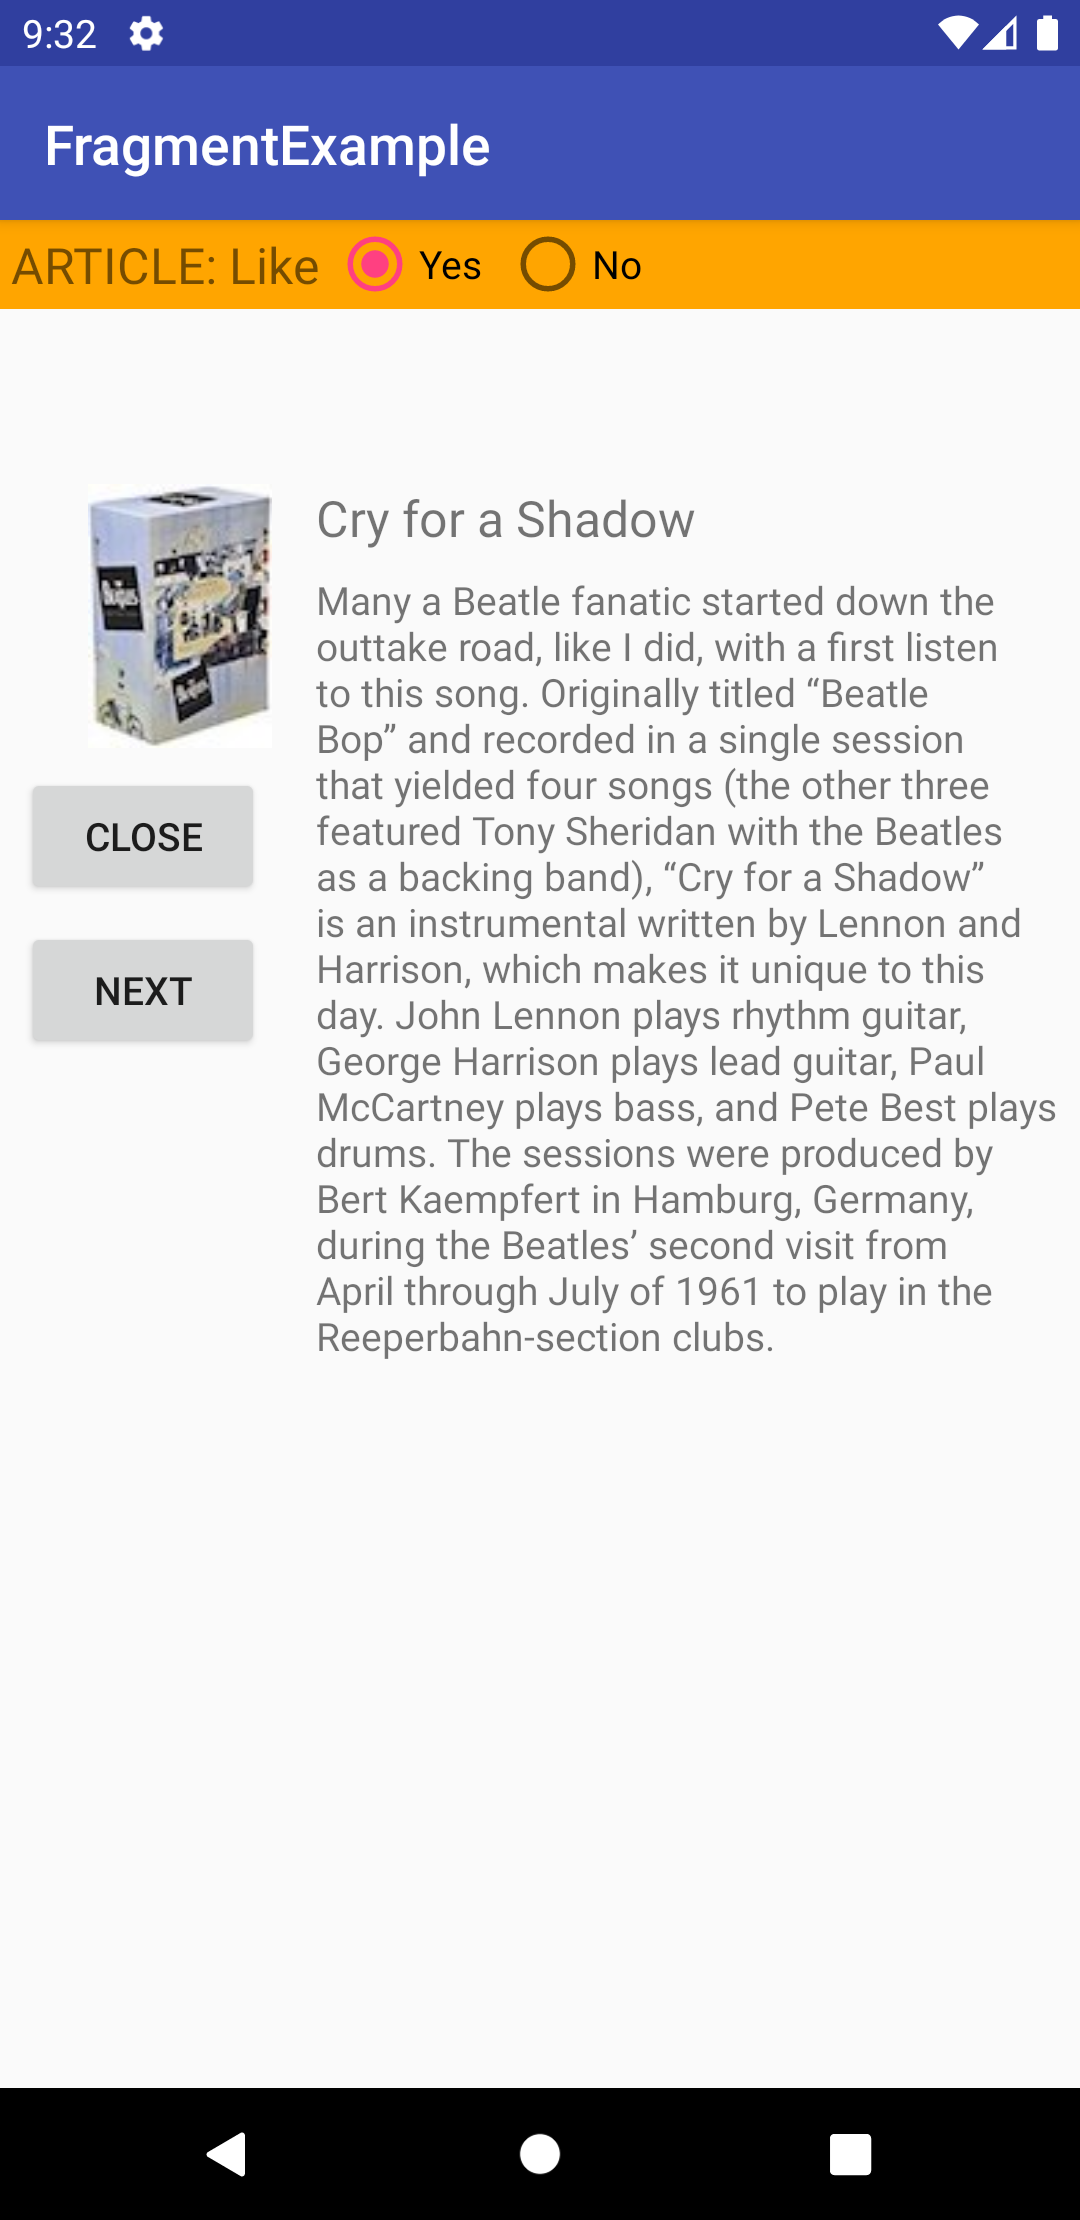 9:32
FragmentExample
ARTICLE: Like Yes No
Cry for a Shadow
Many a Beatle fanatic started down the
outtake road, like I did, with a first listen
to this song. Originally titled “Beatle
Bop” and recorded in a single session
that yielded four songs (the other three
featured Tony Sheridan with the Beatles
as a backing band), “Cry for a Shadow”
is an instrumental written by Lennon and
Harrison, which makes it unique to this
day. John Lennon plays rhythm guitar,
George Harrison plays lead guitar, Paul
McCartney plays bass, and Pete Best plays
drums. The sessions were produced by
Bert Kaempfert in Hamburg, Germany,
during the Beatles’ second visit from
April through July of 1961 to play in the
Reeperbahn-section clubs.
CLOSE
NEXT